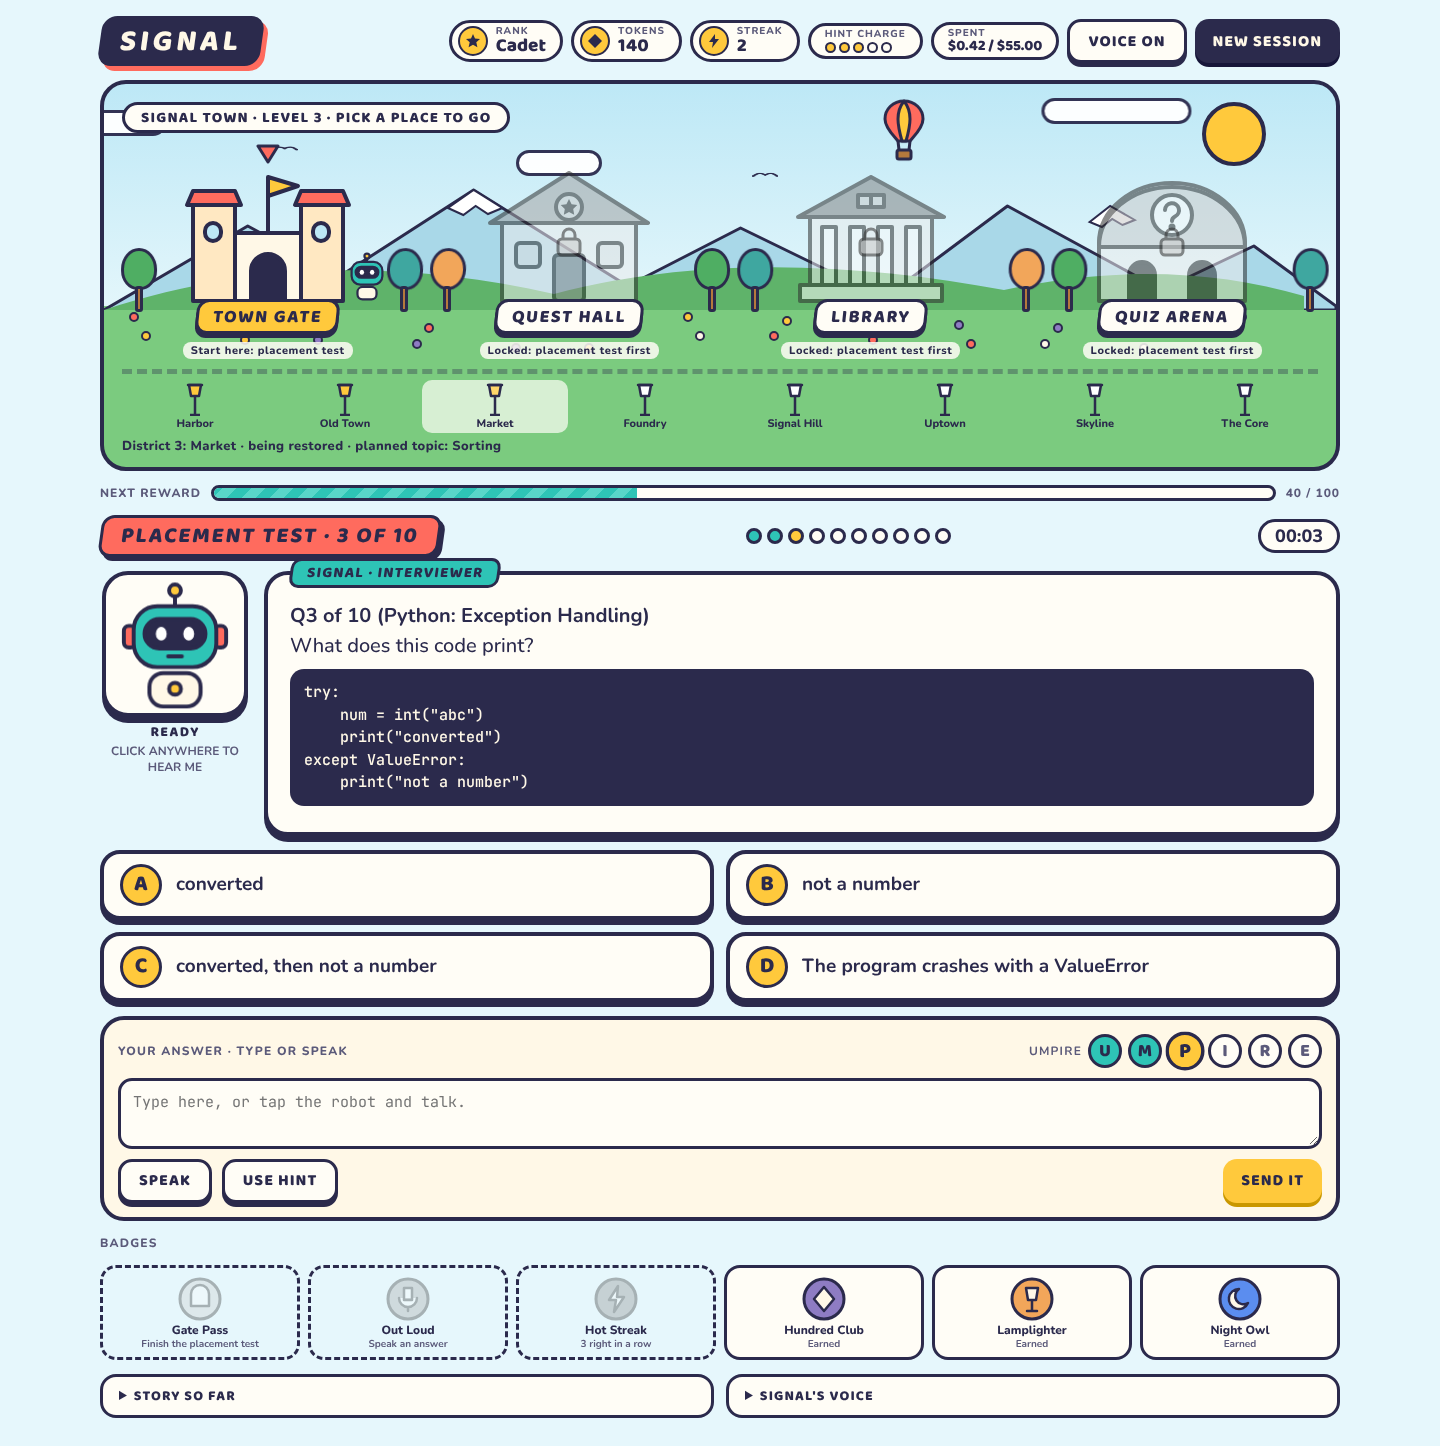 SIGNAL
RANK
Cadet
TOKENS
140
STREAK
2
HINT CHARGE
SPENT
$0.42 / $55.00
VOICE ON
NEW SESSION
SIGNAL TOWN · LEVEL 3 · PICK A PLACE TO GO
?
TOWN GATE
QUEST HALL
LIBRARY
QUIZ ARENA
Start here: placement test
Locked: placement test first
Locked: placement test first
Locked: placement test first
Harbor
Old Town
Market
Foundry
Signal Hill
Uptown
Skyline
The Core
District 3: Market · being restored · planned topic: Sorting
NEXT REWARD
40 / 100
PLACEMENT TEST · 3 OF 10
00:03
SIGNAL · INTERVIEWER
READY
CLICK ANYWHERE TO
HEAR ME
Q3 of 10 (Python: Exception Handling)
What does this code print?
try:
    num = int("abc")
    print("converted")
except ValueError:
    print("not a number")
A converted
B not a number
C converted, then not a number
D The program crashes with a ValueError
YOUR ANSWER · TYPE OR SPEAK
UMPIRE U M P I R E
Type here, or tap the robot and talk.
SPEAK
USE HINT
SEND IT
BADGES
Gate Pass
Finish the placement test
Out Loud
Speak an answer
Hot Streak
3 right in a row
Hundred Club
Earned
Lamplighter
Earned
Night Owl
Earned
STORY SO FAR
SIGNAL'S VOICE